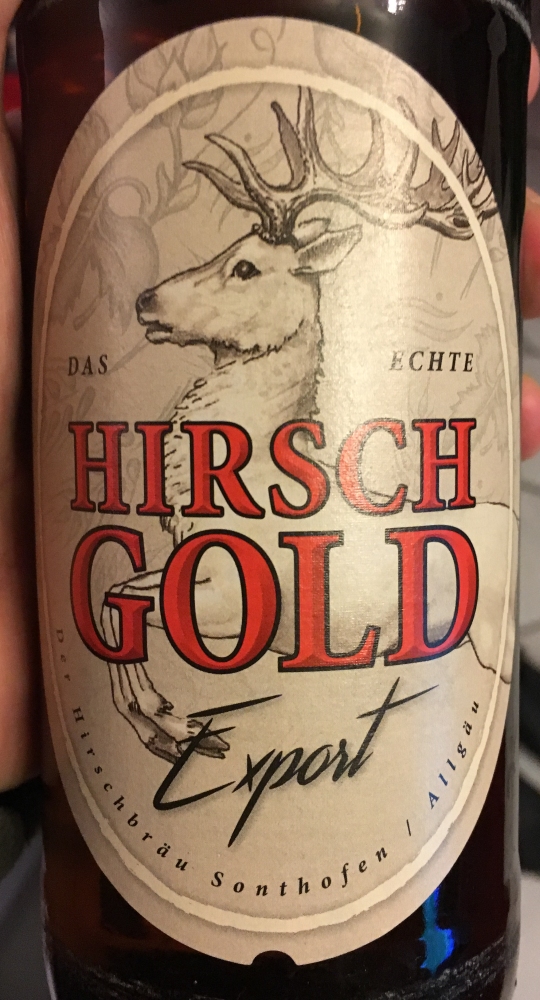 DAS ECHTE
HIRSCH
GOLD
Export
Der Hirschbräu Sonthofen / Allgäu